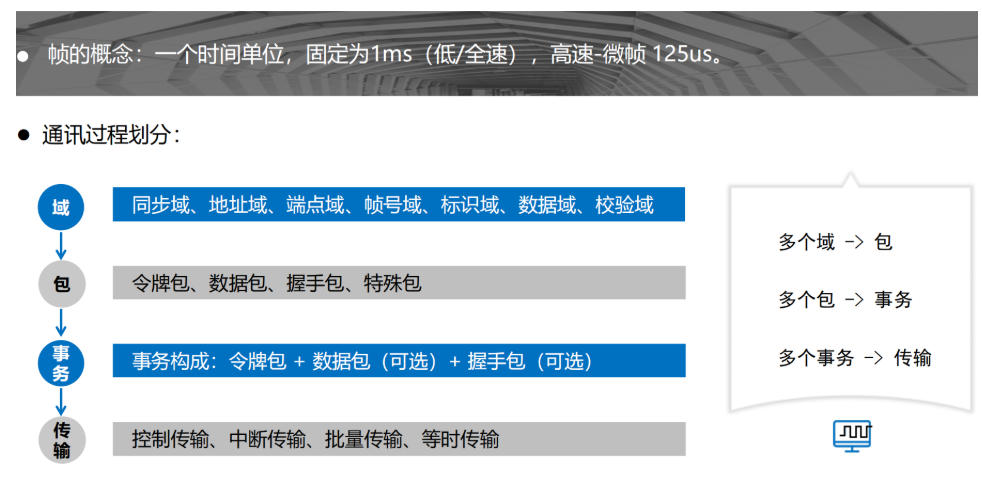 ● 帧的概念：一个时间单位，固定为1ms（低/全速），高速-微帧 125us。
● 通讯过程划分：
域
同步域、地址域、端点域、帧号域、标识域、数据域、校验域
包
令牌包、数据包、握手包、特殊包
事务
事务构成：令牌包 + 数据包（可选）+ 握手包（可选）
传输
控制传输、中断传输、批量传输、等时传输
多个域 -> 包
多个包 -> 事务
多个事务 -> 传输